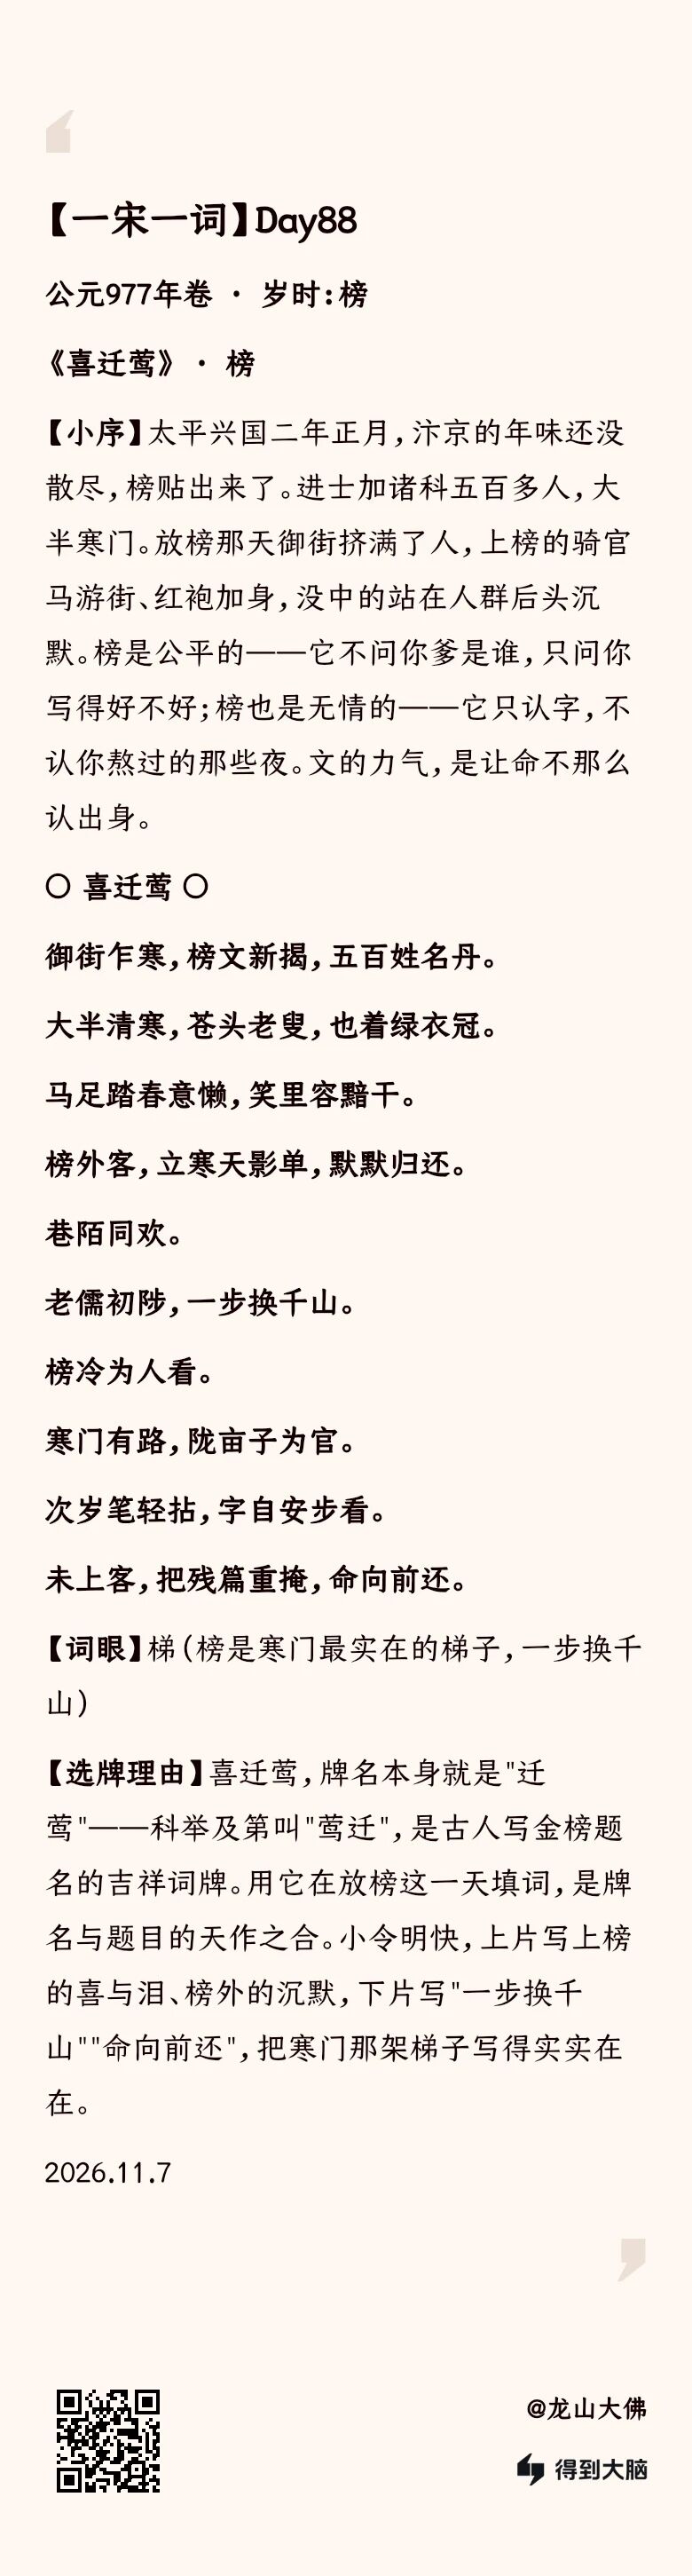 【一宋一词】Day88
公元977年卷 · 岁时:榜
《喜迁莺》· 榜
【小序】太平兴国二年正月,汴京的年味还没
散尽,榜贴出来了。进士加诸科五百多人,大
半寒门。放榜那天御街挤满了人,上榜的骑官
马游街、红袍加身,没中的站在人群后头沉
默。榜是公平的——它不问你爹是谁,只问你
写得好不好;榜也是无情的——它只认字,不
认你熬过的那些夜。文的力气,是让命不那么
认出身。
〇 喜迁莺 〇
御街乍寒,榜文新揭,五百姓名丹。
大半清寒,苍头老叟,也着绿衣冠。
马足踏春意懒,笑里容黯干。
榜外客,立寒天影单,默默归还。
巷陌同欢。
老儒初陟,一步换千山。
榜冷为人看。
寒门有路,陇亩子为官。
次岁笔轻拈,字自安步看。
未上客,把残篇重掩,命向前还。
【词眼】梯(榜是寒门最实在的梯子,一步换千
山)
【选牌理由】喜迁莺,牌名本身就是"迁
莺"——科举及第叫"莺迁",是古人写金榜题
名的吉祥词牌。用它在放榜这一天填词,是牌
名与题目的天作之合。小令明快,上片写上榜
的喜与泪、榜外的沉默,下片写"一步换千
山""命向前还",把寒门那架梯子写得实实在
在。
2026.11.7
@龙山大佛
得到大脑